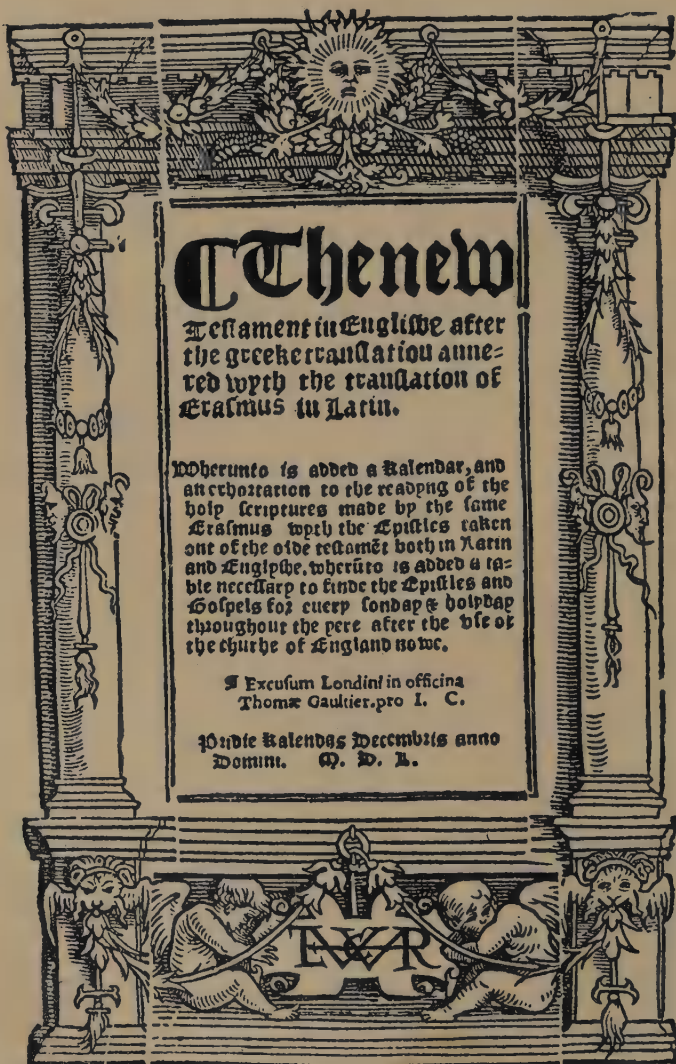 ¶ The new
Testament in Englishe after
the greeke translation anne-
xed wyth the translation of
Erasmus in Latin.
Wherunto is added a Kalendar, and
an exhortation to the readyng of the
holy scriptures made by the same
Erasmus wyth the Epistles taken
out of the olde testamēt both in Latin
and Englyshe, wherūto is added a ta-
ble necessary to finde the Epistles and
Gospels for euery sonday & holyday
throughout the yere after the vse of
the churhe of England nowe.
¶ Excusum Londini in officina
Thomæ Gaultier. pro I. C.
Pridie Kalendas Decembris anno
Domini. M. D. L.